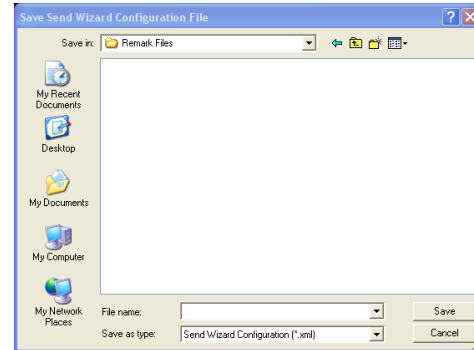 Save Send Wizard Configuration File
Save in:
Remark Files
My Recent
Documents
Desktop
My Documents
My Computer
My Network
Places
File name:
Save
Save as type:
Send Wizard Configuration (*.xml)
Cancel